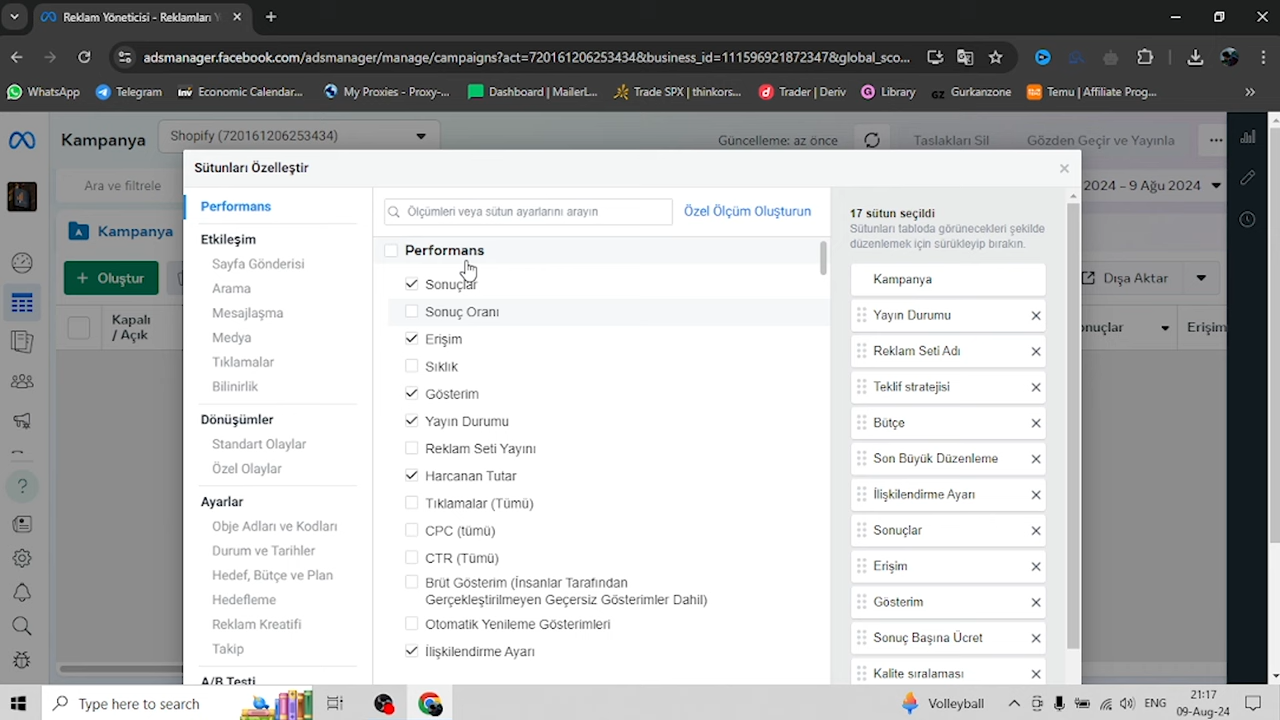 Reklam Yöneticisi - Reklamları Y
adsmanager.facebook.com/adsmanager/manage/campaigns?act=720161206253434&business_id=1115969218723 47&global_sco...
WhatsApp
Telegram
Economic Calendar...
My Proxies - Proxy-...
Dashboard | MailerL...
Trade SPX | thinkors...
Trader | Deriv
Library
Gurkanzone
Temu | Affiliate Prog...
Kampanya
Shopify (720161206253434)
Güncelleme: az önce
Taslakları Sil
Gözden Geçir ve Yayınla
Ara ve filtrele
2024 – 9 Ağu 2024
Kampanya
+ Oluştur
Dışa Aktar
Kapalı
/ Açık
nuçlar
Erişim
Sütunları Özelleştir
Performans
Etkileşim
Sayfa Gönderisi
Arama
Mesajlaşma
Medya
Tıklamalar
Bilinirlik
Dönüşümler
Standart Olaylar
Özel Olaylar
Ayarlar
Obje Adları ve Kodları
Durum ve Tarihler
Hedef, Bütçe ve Plan
Hedefleme
Reklam Kreatifi
Takip
A/B Testi
Ölçümleri veya sütun ayarlarını arayın
Özel Ölçüm Oluşturun
Performans
Sonuçlar
Sonuç Oranı
Erişim
Sıklık
Gösterim
Yayın Durumu
Reklam Seti Yayını
Harcanan Tutar
Tıklamalar (Tümü)
CPC (tümü)
CTR (Tümü)
Brüt Gösterim (İnsanlar Tarafından
Gerçekleştirilmeyen Geçersiz Gösterimler Dahil)
Otomatik Yenileme Gösterimleri
İlişkilendirme Ayarı
17 sütun seçildi
Sütunları tabloda görünecekleri şekilde
düzenlemek için sürükleyip bırakın.
Kampanya
Yayın Durumu
Reklam Seti Adı
Teklif stratejisi
Bütçe
Son Büyük Düzenleme
İlişkilendirme Ayarı
Sonuçlar
Erişim
Gösterim
Sonuç Başına Ücret
Kalite sıralaması
Type here to search
Volleyball
ENG
21:17
09-Aug-24